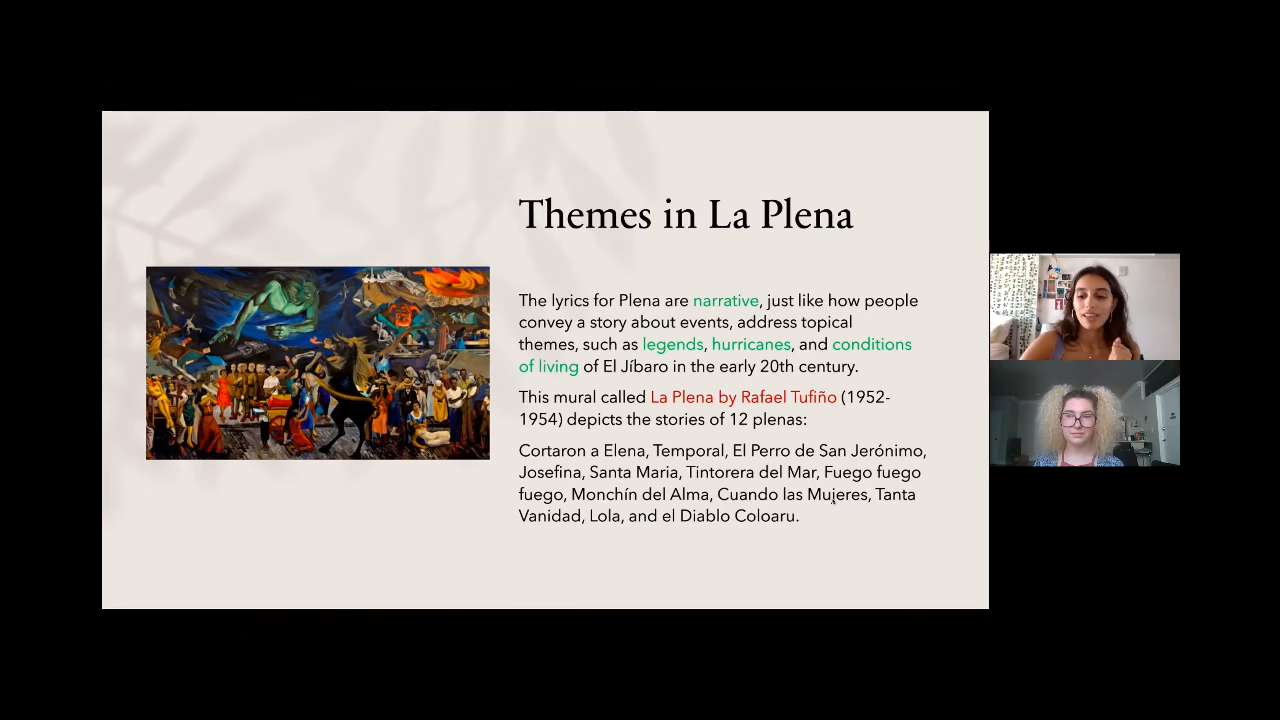 Themes in La Plena
The lyrics for Plena are narrative, just like how people
convey a story about events, address topical
themes, such as legends, hurricanes, and conditions
of living of El Jíbaro in the early 20th century.
This mural called La Plena by Rafael Tufiño (1952-
1954) depicts the stories of 12 plenas:
Cortaron a Elena, Temporal, El Perro de San Jerónimo,
Josefina, Santa Maria, Tintorera del Mar, Fuego fuego
fuego, Monchín del Alma, Cuando las Mujeres, Tanta
Vanidad, Lola, and el Diablo Coloaru.